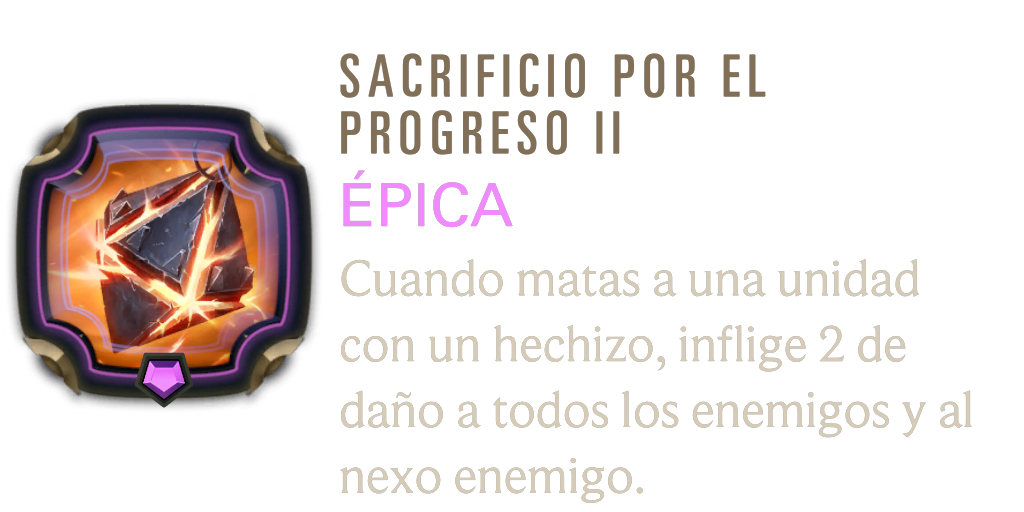 SACRIFICIO POR EL
PROGRESO II
ÉPICA
Cuando matas a una unidad
con un hechizo, inflige 2 de
daño a todos los enemigos y al
nexo enemigo.